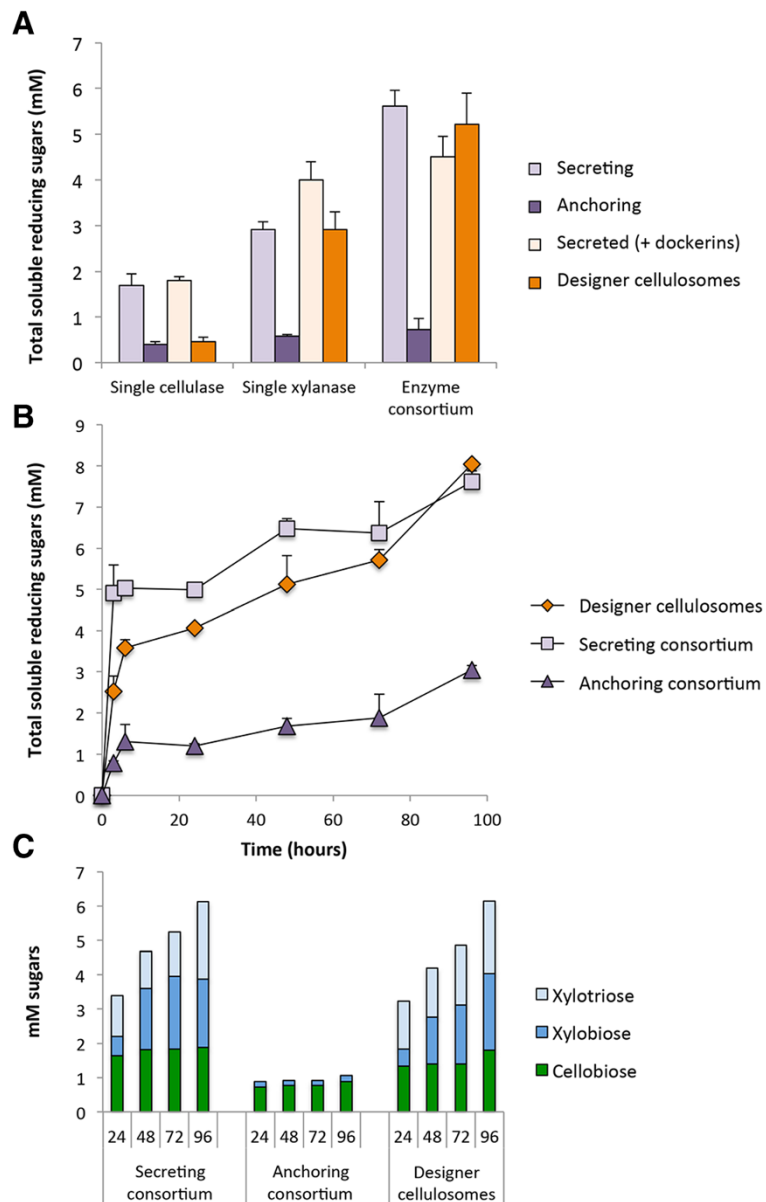 A
Total soluble reducing sugars (mM)
7
6
5
4
3
2
1
0
Single cellulase
Single xylanase
Enzyme
consortium
Secreting
Anchoring
Secreted (+ dockerins)
Designer cellulosomes
B
Total soluble reducing sugars (mM)
9
8
7
6
5
4
3
2
1
0
0 20 40 60 80 100
Time (hours)
Designer cellulosomes
Secreting consortium
Anchoring consortium
C
mM sugars
7
6
5
4
3
2
1
0
24 48 72 96 24 48 72 96 24 48 72 96
Secreting
consortium
Anchoring
consortium
Designer
cellulosomes
Xylotriose
Xylobiose
Cellobiose